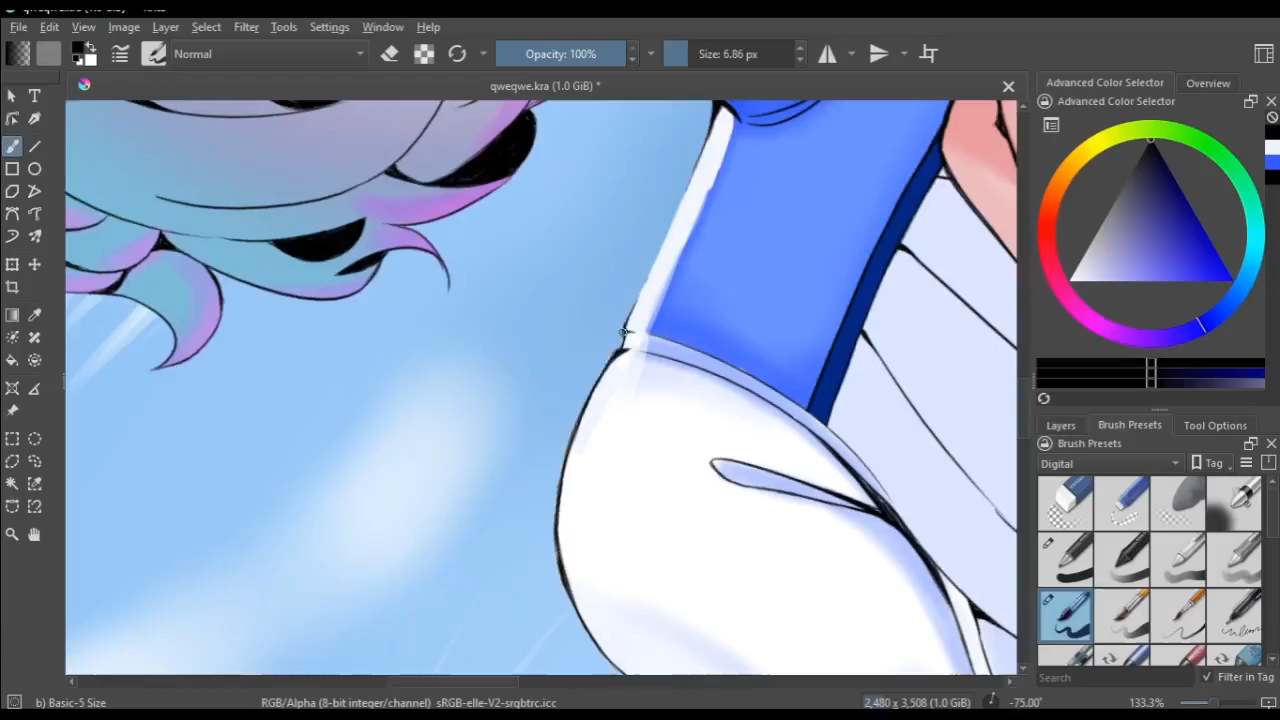 File Edit View Image Layer Select Filter Tools Settings Window Help
Normal
Opacity: 100%
Size: 6.86 px
qweqwe.kra (1.0 GiB) *
Advanced Color Selector
Overview
Advanced Color Selector
Layers
Brush Presets
Tool Options
Brush Presets
Digital
Tag
Search
Filter in Tag
b) Basic-5 Size
RGB/Alpha (8-bit integer/channel) sRGB-elle-V2-srgbtrc.icc
2,480 x 3,508 (1.0 GiB)
-75.00°
133.3%